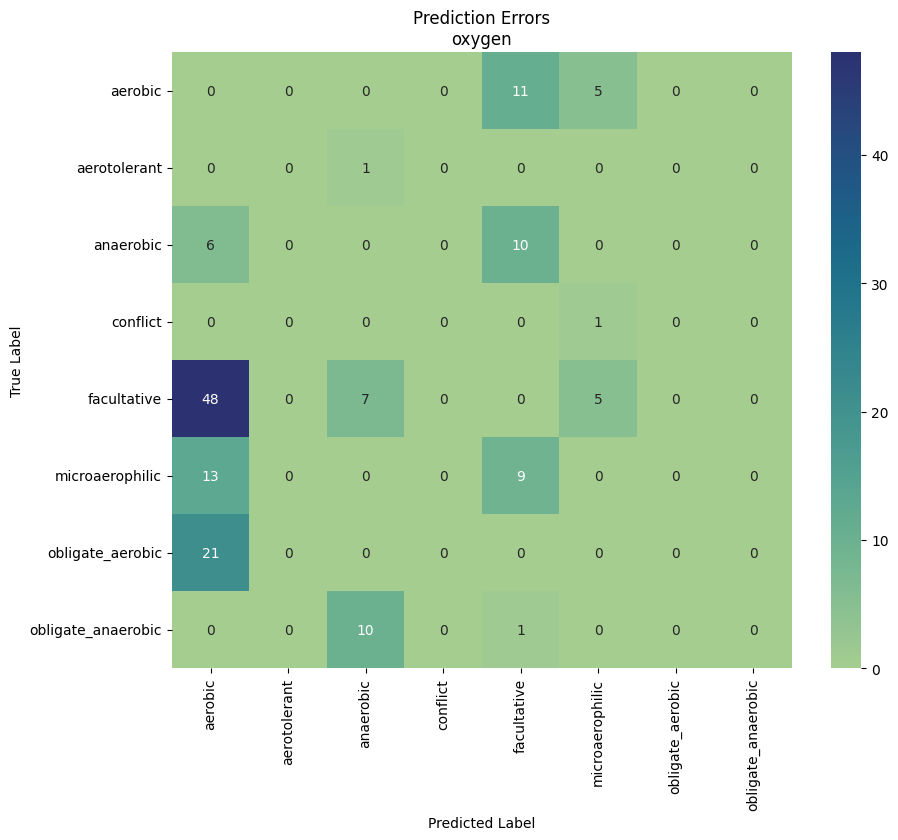 Prediction Errors
oxygen
True Label
aerobic 0 0 0 0 11 5 0 0
aerotolerant 0 0 1 0 0 0 0 0
anaerobic 6 0 0 0 10 0 0 0
conflict 0 0 0 0 0 1 0 0
facultative 48 0 7 0 0 5 0 0
microaerophilic 13 0 0 0 9 0 0 0
obligate_aerobic 21 0 0 0 0 0 0 0
obligate_anaerobic 0 0 10 0 1 0 0 0
aerobic
aerotolerant
anaerobic
conflict
facultative
microaerophilic
obligate_aerobic
obligate_anaerobic
Predicted Label
40
30
20
10
0